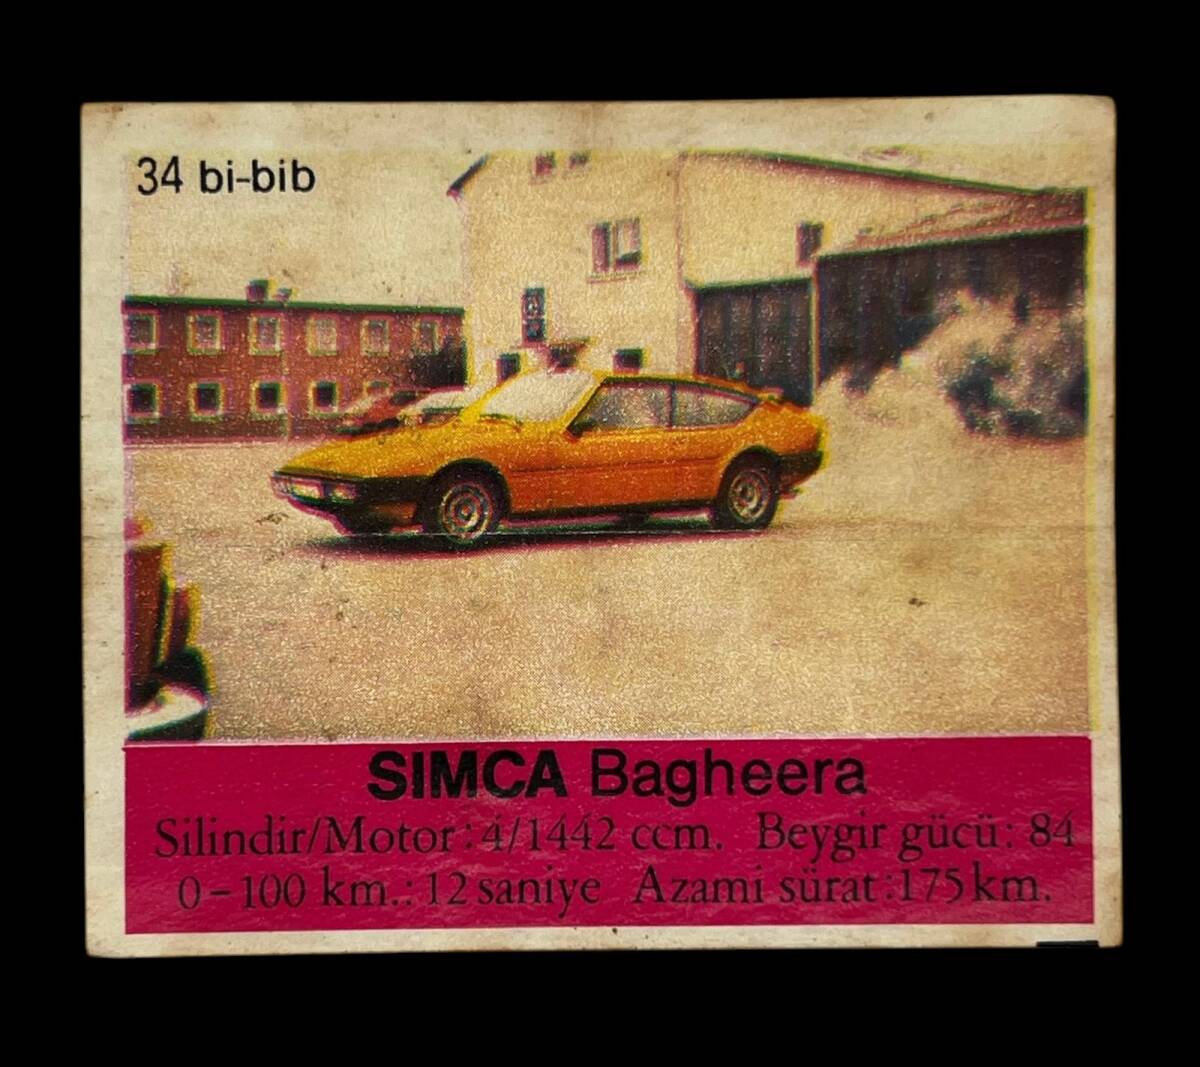 34 bi-bib
SIMCA Bagheera
Silindir/Motor: 4/1442 ccm. Beygir gücü: 84
0-100 km.: 12 saniye Azami sürat: 175 km.